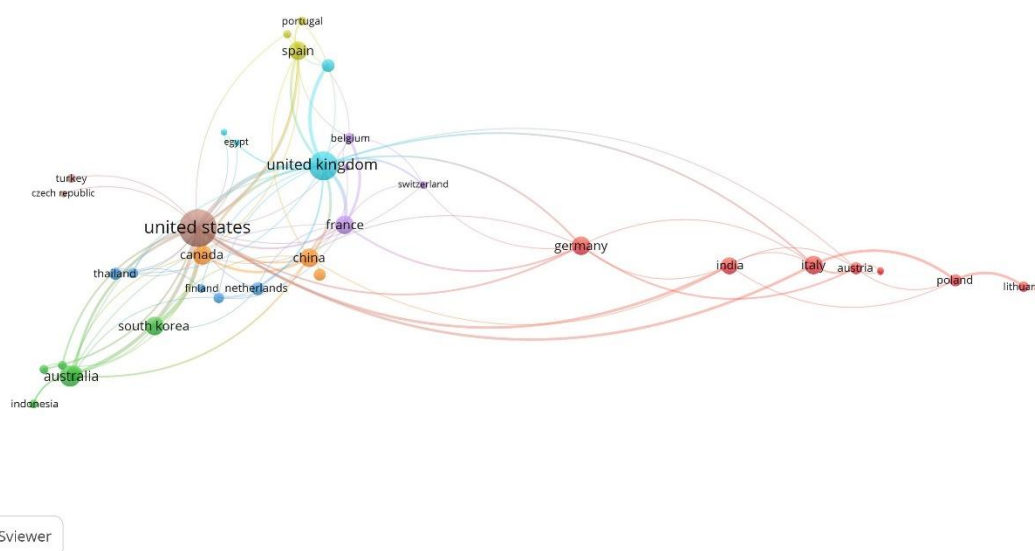 portugal
spain
egypt
belgium
united kingdom
turkey
switzerland
czech republic
united states
france
germany
canada
china
india
italy
austria
thailand
poland
finland
netherlands
south korea
australia
indonesia